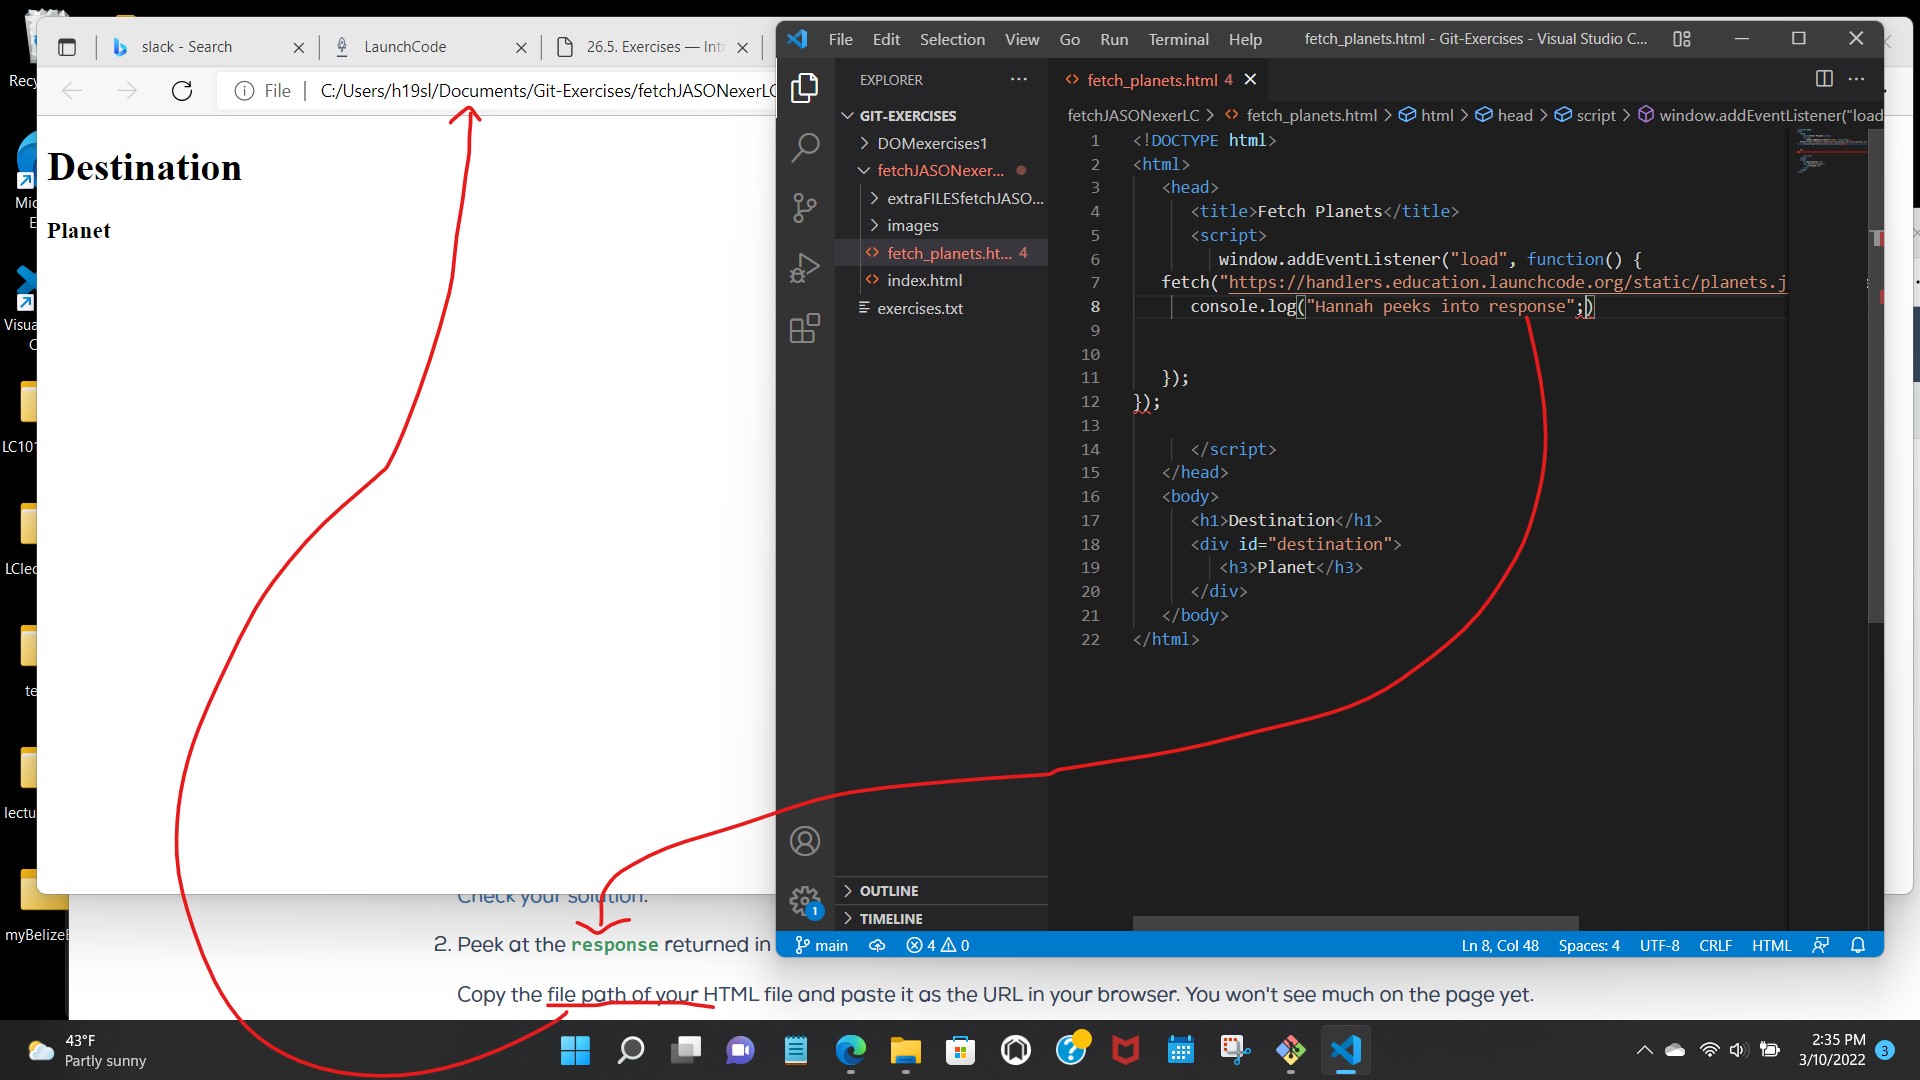 slack - Search
LaunchCode
26.5. Exercises — Int
File
C:/Users/h19sl/Documents/Git-Exercises/fetchJASONexerLC
Destination
Planet
File Edit Selection View Go Run Terminal Help
fetch_planets.html - Git-Exercises - Visual Studio C...
EXPLORER
fetch_planets.html 4
GIT-EXERCISES
DOMexercises1
fetchJASONexer...
extraFILESfetchJASO...
images
fetch_planets.ht... 4
index.html
exercises.txt
OUTLINE
TIMELINE
fetchJASONexerLC > fetch_planets.html > html > head > script > window.addEventListener("load
1 <!DOCTYPE html>
2 <html>
3 <head>
4 <title>Fetch Planets</title>
5 <script>
6 window.addEventListener("load", function() {
7 fetch("https://handlers.education.launchcode.org/static/planets.j
8 console.log("Hannah peeks into response";)
9
10
11 });
12 });
13
14 </script>
15 </head>
16 <body>
17 <h1>Destination</h1>
18 <div id="destination">
19 <h3>Planet</h3>
20 </div>
21 </body>
22 </html>
main
4 0
Ln 8, Col 48 Spaces: 4 UTF-8 CRLF HTML
1
Check your solution.
2. Peek at the response returned in
Copy the file path of your HTML file and paste it as the URL in your browser. You won't see much on the page yet.
Recy
Mic
E
Visua
C
LC101
LClec
te
lectu
myBelizeE
43°F
Partly sunny
2:35 PM
3/10/2022
3